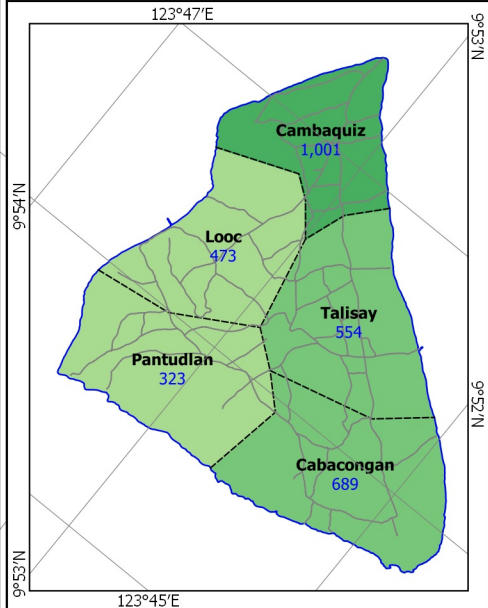 123°47'E
9°53'N
Cambaquiz
1,001
9°54'N
Looc
473
Talisay
554
Pantudlan
323
9°52'N
Cabacongan
689
9°53'N
123°45'E